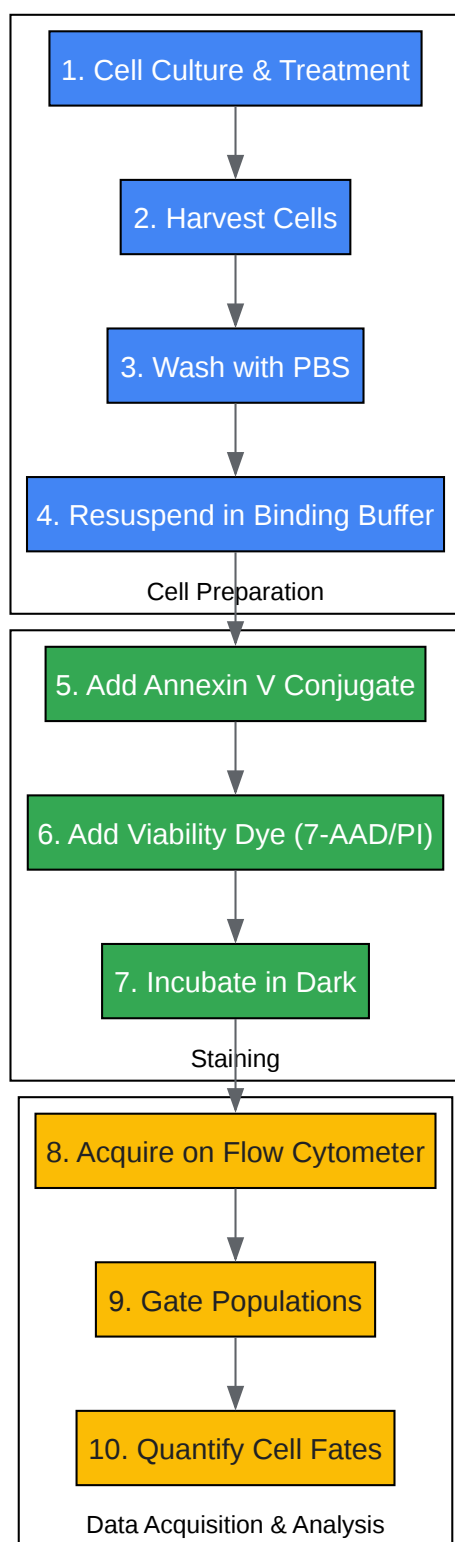 1. Cell Culture & Treatment
2. Harvest Cells
3. Wash with PBS
4. Resuspend in Binding Buffer
Cell Preparation
5. Add Annexin V Conjugate
6. Add Viability Dye (7-AAD/PI)
7. Incubate in Dark
Staining
8. Acquire on Flow Cytometer
9. Gate Populations
10. Quantify Cell Fates
Data Acquisition & Analysis